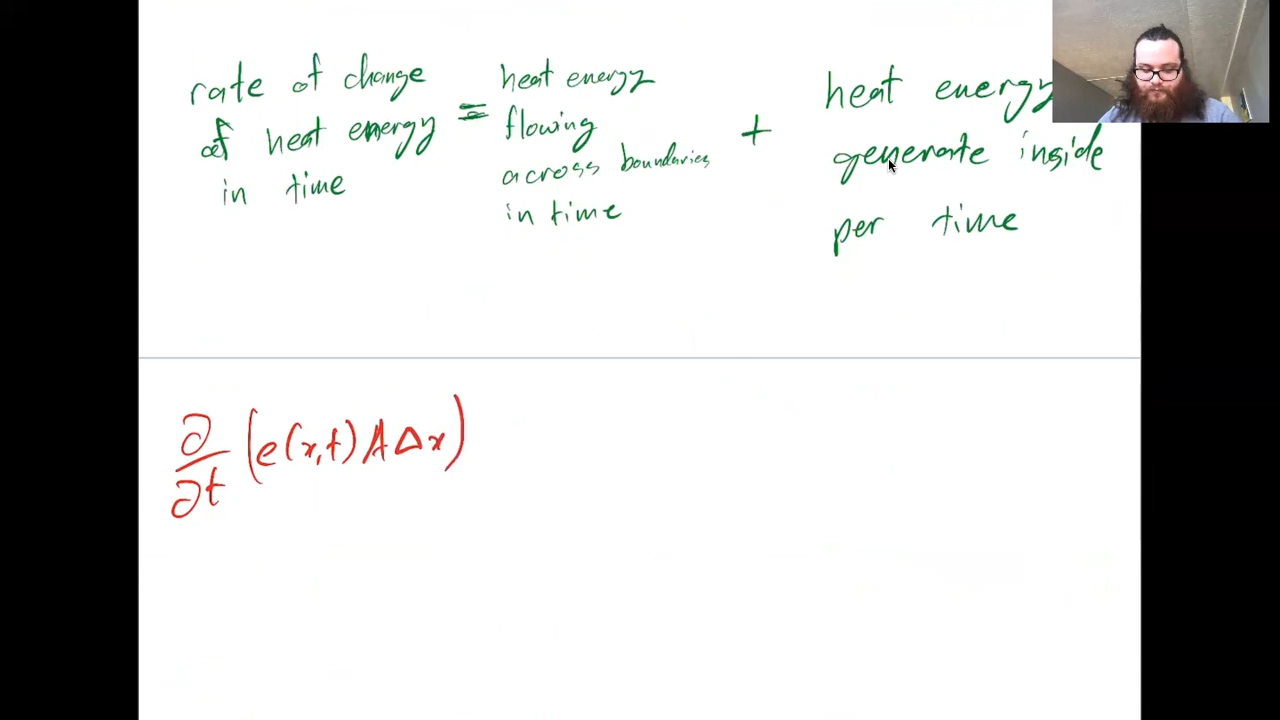 rate of change
of heat energy
in time
=
heat energy
flowing
across boundaries
in time
+
heat energy
generate inside
per time
∂/∂t (e(x,t) A Δx)